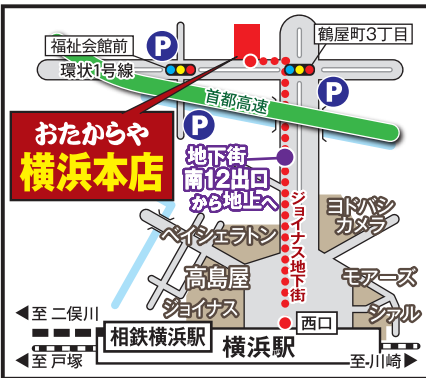 福祉会館前
P
鶴屋町3丁目
環状1号線
P
首都高速
P
おたからや
横浜本店
地下街
南12出口
から地上へ
ジョイナス地下街
ヨドバシ
カメラ
ベイシェラトン
高島屋
モアーズ
ジョイナス
シァル
◀至 二俣川
西口
相鉄横浜駅
横浜駅
◀至 戸塚
至 川崎▶